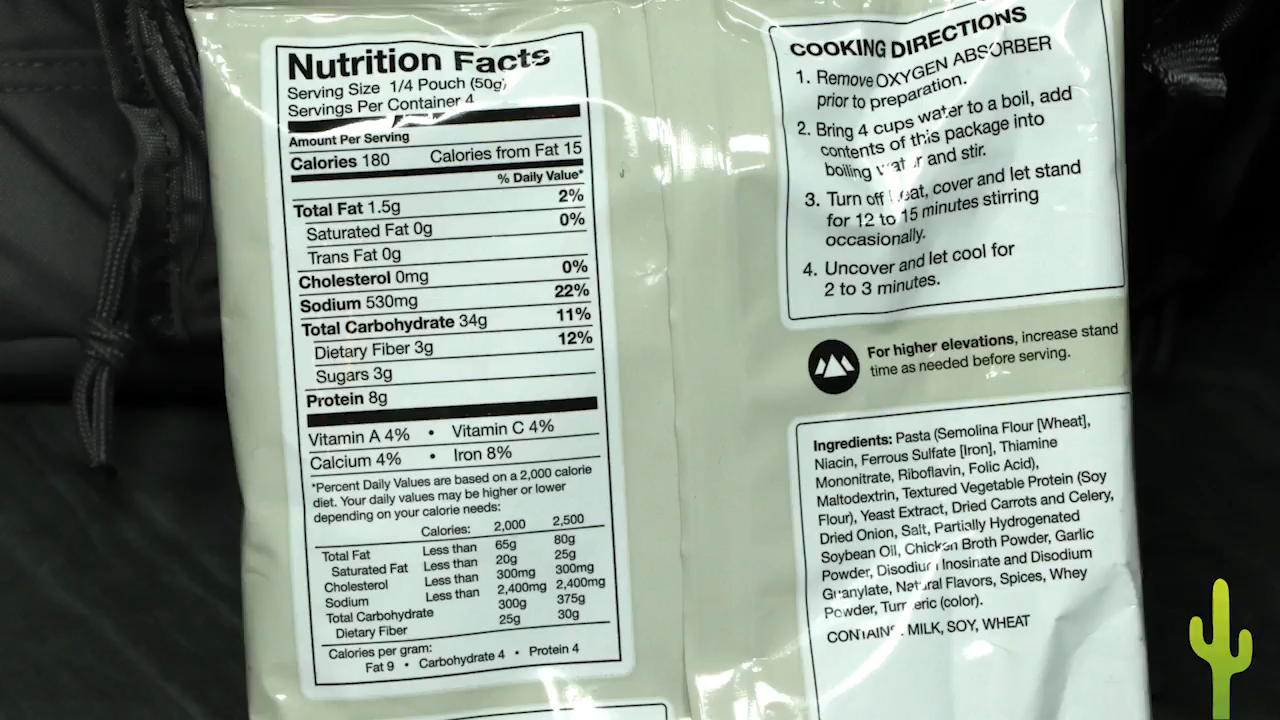 Nutrition Facts
Serving Size 1/4 Pouch (50g)
Servings Per Container 4
Amount Per Serving
Calories 180 Calories from Fat 15
% Daily Value*
Total Fat 1.5g 2%
Saturated Fat 0g 0%
Trans Fat 0g
Cholesterol 0mg 0%
Sodium 530mg 22%
Total Carbohydrate 34g 11%
Dietary Fiber 3g 12%
Sugars 3g
Protein 8g
Vitamin A 4% • Vitamin C 4%
Calcium 4% • Iron 8%
*Percent Daily Values are based on a 2,000 calorie
diet. Your daily values may be higher or lower
depending on your calorie needs:
Calories: 2,000 2,500
Total Fat Less than 65g 80g
Saturated Fat Less than 20g 25g
Cholesterol Less than 300mg 300mg
Sodium Less than 2,400mg 2,400mg
Total Carbohydrate 300g 375g
Dietary Fiber 25g 30g
Calories per gram:
Fat 9 • Carbohydrate 4 • Protein 4
COOKING DIRECTIONS
1. Remove OXYGEN ABSORBER
prior to preparation.
2. Bring 4 cups water to a boil, add
contents of this package into
boiling water and stir.
3. Turn off heat, cover and let stand
for 12 to 15 minutes stirring
occasionally.
4. Uncover and let cool for
2 to 3 minutes.
For higher elevations, increase stand
time as needed before serving.
Ingredients: Pasta (Semolina Flour [Wheat],
Niacin, Ferrous Sulfate [Iron], Thiamine
Mononitrate, Riboflavin, Folic Acid),
Maltodextrin, Textured Vegetable Protein (Soy
Flour), Yeast Extract, Dried Carrots and Celery,
Dried Onion, Salt, Partially Hydrogenated
Soybean Oil, Chicken Broth Powder, Garlic
Powder, Disodium Inosinate and Disodium
Guanylate, Natural Flavors, Spices, Whey
Powder, Turmeric (color).
CONTAINS: MILK, SOY, WHEAT